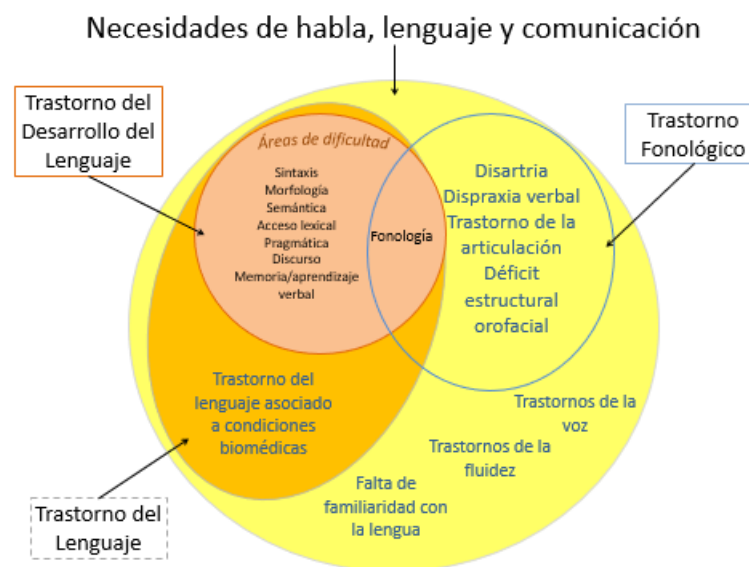 Necesidades de habla, lenguaje y comunicación
Trastorno del
Desarrollo del
Lenguaje
Áreas de dificultad
Sintaxis
Morfología
Semántica
Acceso lexical
Pragmática
Discurso
Memoria/aprendizaje
verbal
Fonología
Disartria
Dispraxia verbal
Trastorno de la
articulación
Déficit
estructural
orofacial
Trastorno
Fonológico
Trastorno del
lenguaje asociado
a condiciones
biomédicas
Trastornos de la
voz
Trastornos de la
fluidez
Falta de
familiaridad con
la lengua
Trastorno del
Lenguaje